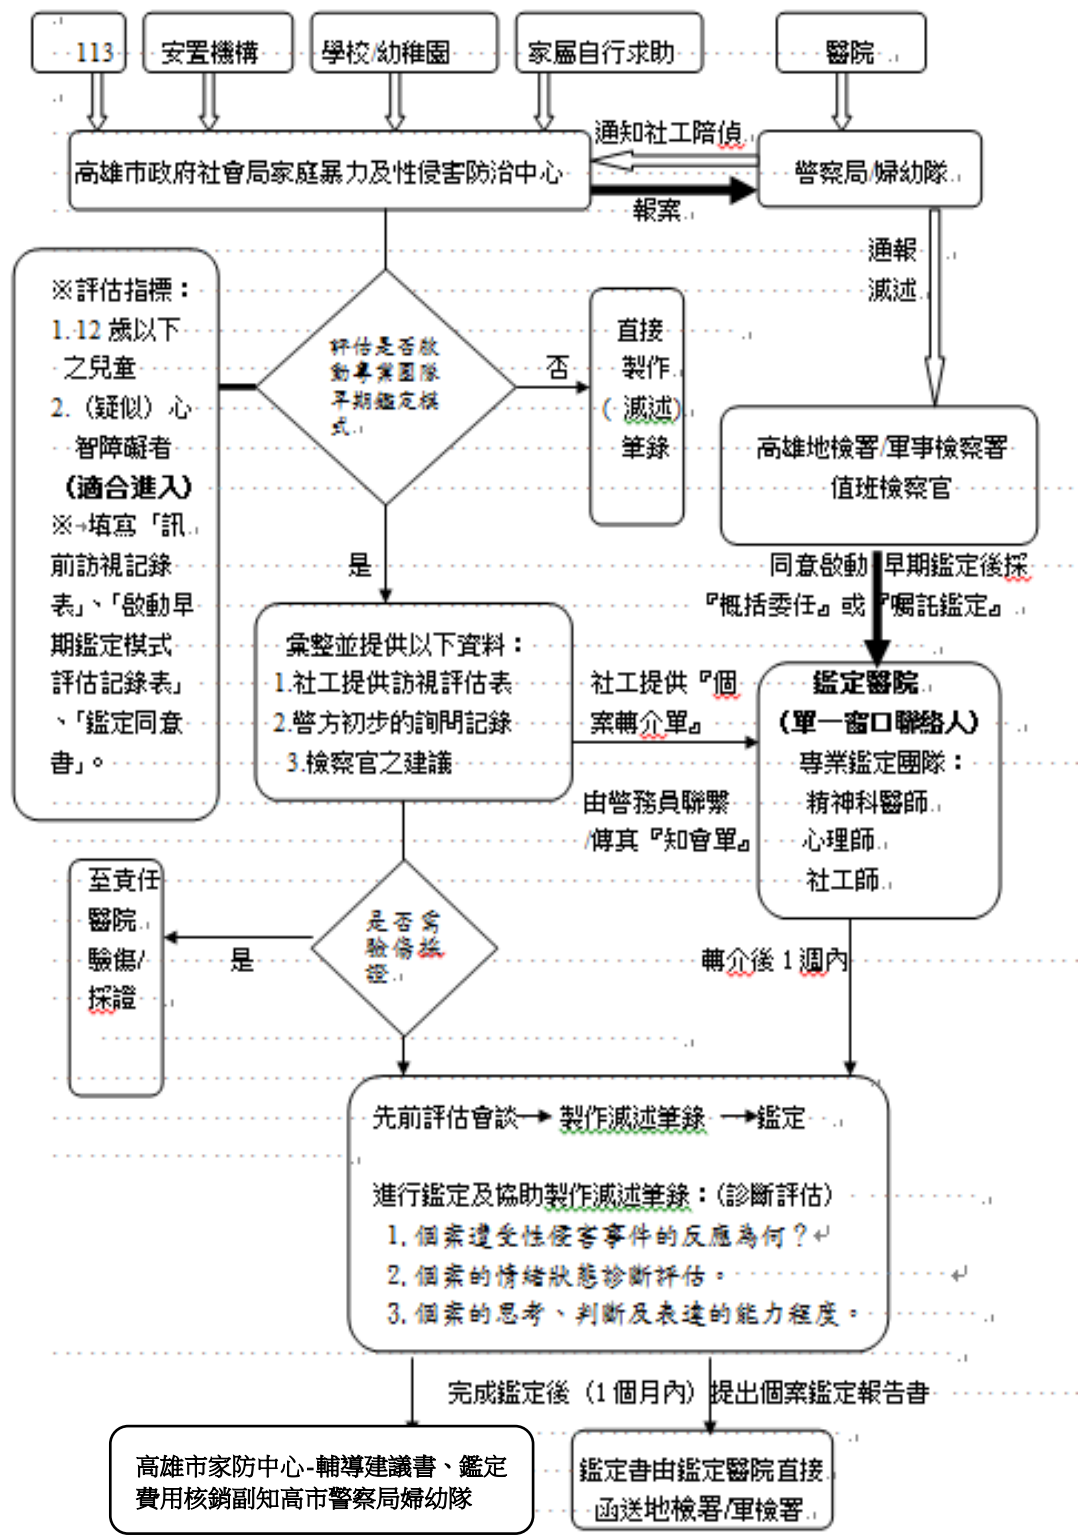 113
安置機構
學校/幼稚園
家屬自行求助
醫院
通知社工陪偵
高雄市政府社會局家庭暴力及性侵害防治中心
警察局/婦幼隊
報案
通報
減述
※評估指標：
1.12 歲以下
之兒童
2.（疑似）心
智障礙者
(適合進入)
※→填寫「訊
前訪視記錄
表」、「啟動早
期鑑定模式
評估記錄表」
、「鑑定同意
書」。
評估是否啟
動專業團隊
早期鑑定模
式
否
直接
製作
( 減述)
筆錄
高雄地檢署/軍事檢察署
值班檢察官
是
同意啟動 早期鑑定後採
『概括委任』或『囑託鑑定』
彙整並提供以下資料：
1.社工提供訪視評估表
2.警方初步的詢問記錄
3.檢察官之建議
社工提供『個
案轉介單』
由警務員聯繫
/傳真『知會單』
鑑定醫院
(單一窗口聯絡人)
專業鑑定團隊：
精神科醫師
心理師
社工師
至責任
醫院
驗傷/
採證
是
是否需
驗傷採
證
轉介後 1 週內
先前評估會談→ 製作減述筆錄 →鑑定
進行鑑定及協助製作減述筆錄：(診斷評估)
1.個案遭受性侵害事件的反應為何？
2.個案的情緒狀態診斷評估。
3.個案的思考、判斷及表達的能力程度。
完成鑑定後（1 個月內）提出個案鑑定報告書
高雄市家防中心-輔導建議書、鑑定
費用核銷副知高市警察局婦幼隊
鑑定書由鑑定醫院直接
函送地檢署/軍檢署